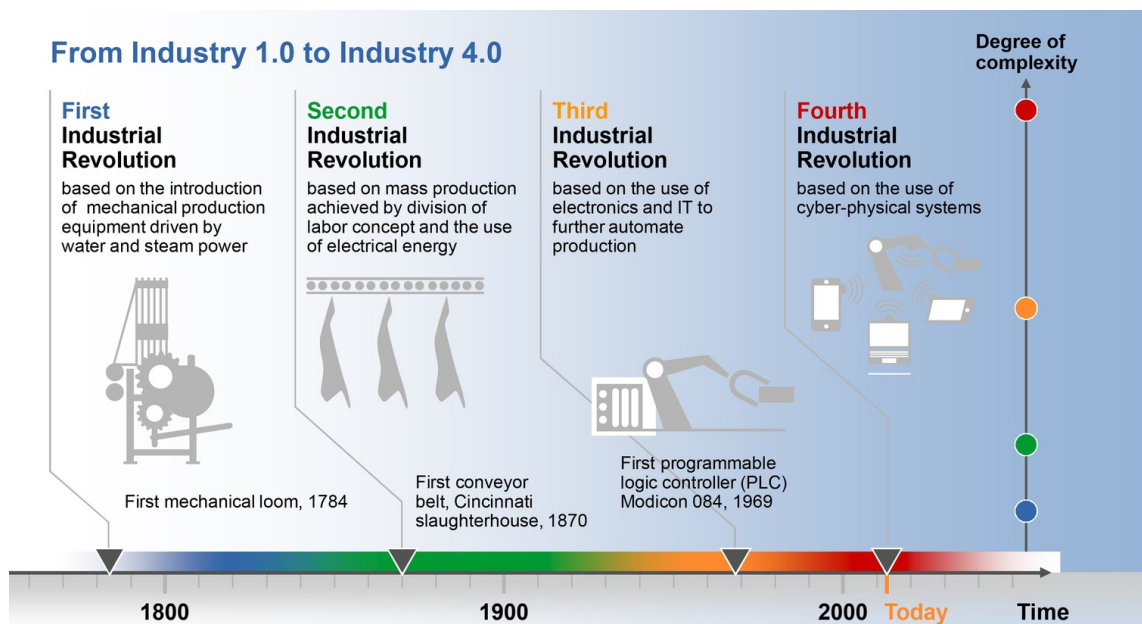 From Industry 1.0 to Industry 4.0
Degree of
complexity
First
Industrial
Revolution
based on the introduction
of mechanical production
equipment driven by
water and steam power
First mechanical loom, 1784
Second
Industrial
Revolution
based on mass production
achieved by division of
labor concept and the use
of electrical energy
First conveyor
belt, Cincinnati
slaughterhouse, 1870
Third
Industrial
Revolution
based on the use of
electronics and IT to
further automate
production
First programmable
logic controller (PLC)
Modicon 084, 1969
Fourth
Industrial
Revolution
based on the use of
cyber-physical systems
1800
1900
2000
Today
Time